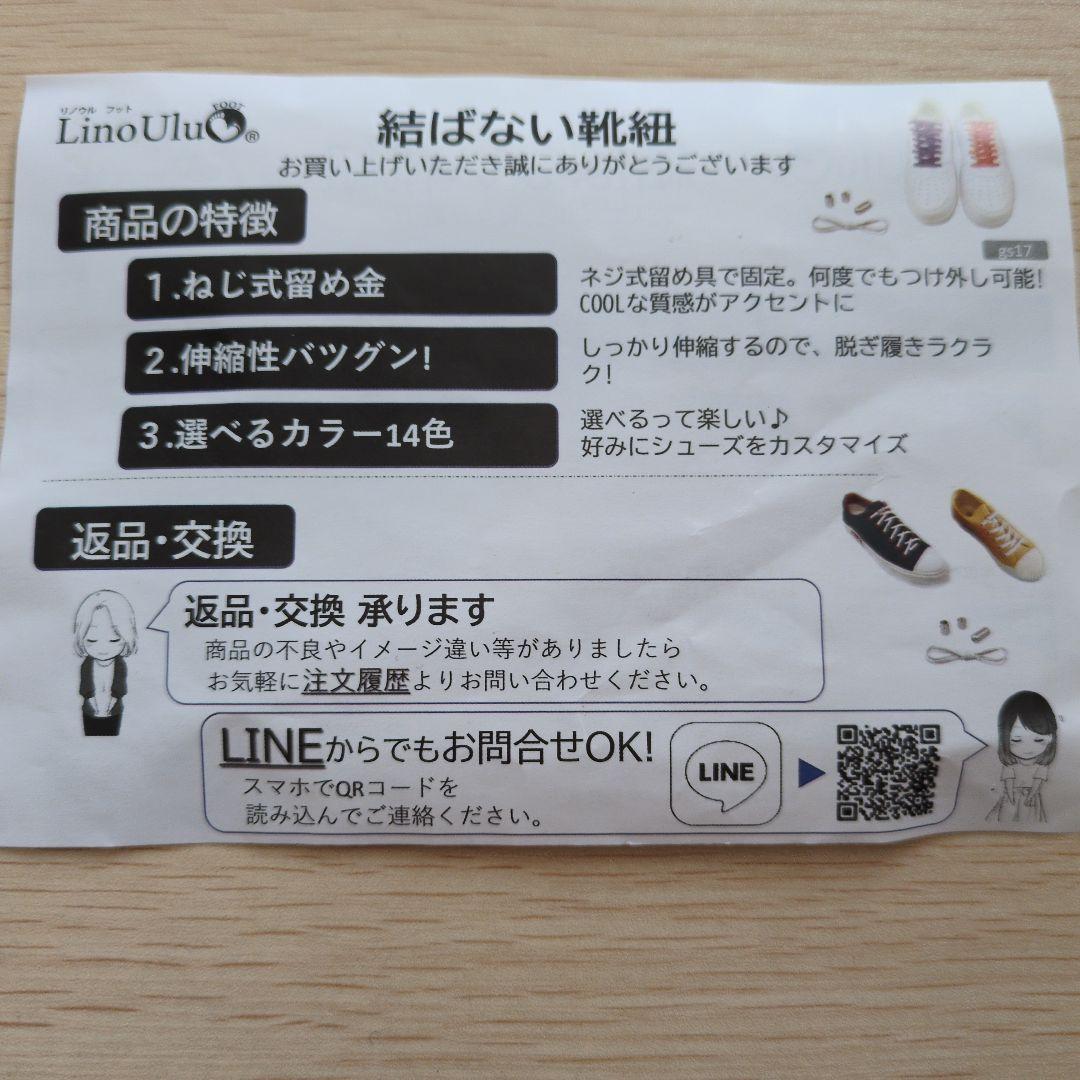 リノウル フット
LinoUlu FOOT ®
結ばない靴紐
お買い上げいただき誠にありがとうございます
商品の特徴
gs17
1.ねじ式留め金
ネジ式留め具で固定。何度でもつけ外し可能!
COOLな質感がアクセントに
2.伸縮性バツグン!
しっかり伸縮するので、脱ぎ履きラクラ
ク!
3.選べるカラー14色
選べるって楽しい♪
好みにシューズをカスタマイズ
返品・交換
返品・交換 承ります
商品の不良やイメージ違い等がありましたら
お気軽に注文履歴よりお問い合わせください。
LINEからでもお問合せOK!
スマホでQRコードを
読み込んでご連絡ください。
LINE